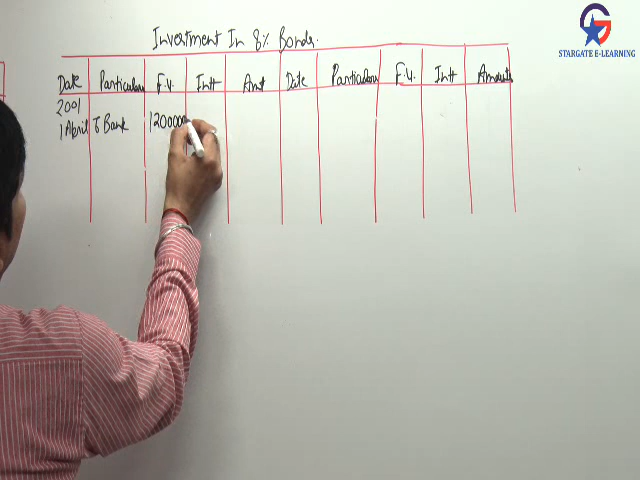 STARGATE E-LEARNING
Investment In 8% Bonds.
Date Particulars F.V. Intt Amt Date Particulars F.V. Intt Amount
2001
1 April To Bank 1200000